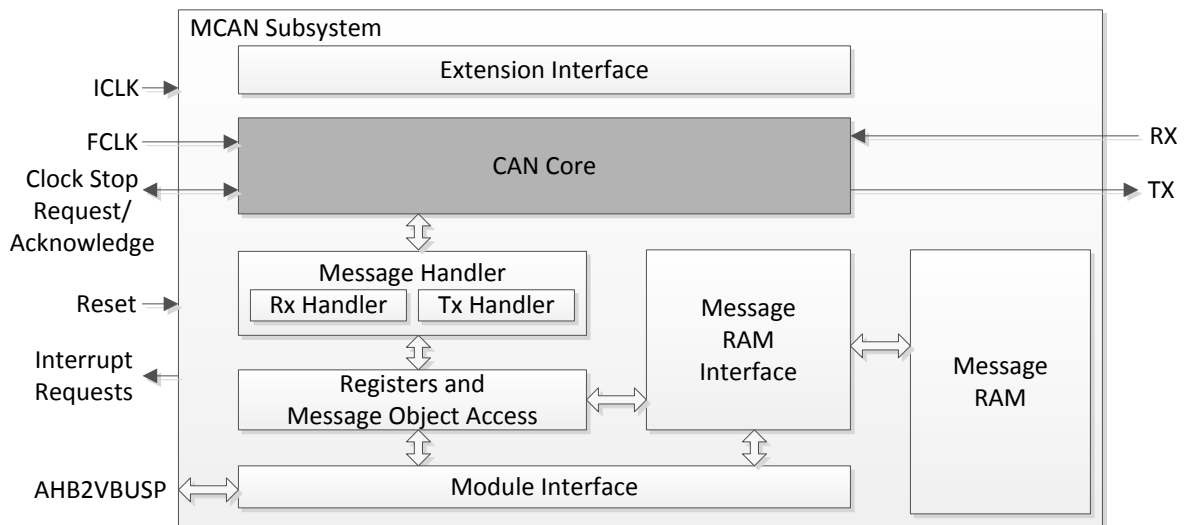 MCAN Subsystem
Extension Interface
ICLK
FCLK
CAN Core
RX
Clock Stop
Request/
Acknowledge
TX
Message Handler
Rx Handler
Tx Handler
Reset
Message
RAM
Interface
Message
RAM
Interrupt
Requests
Registers and
Message Object Access
AHB2VBUSP
Module Interface